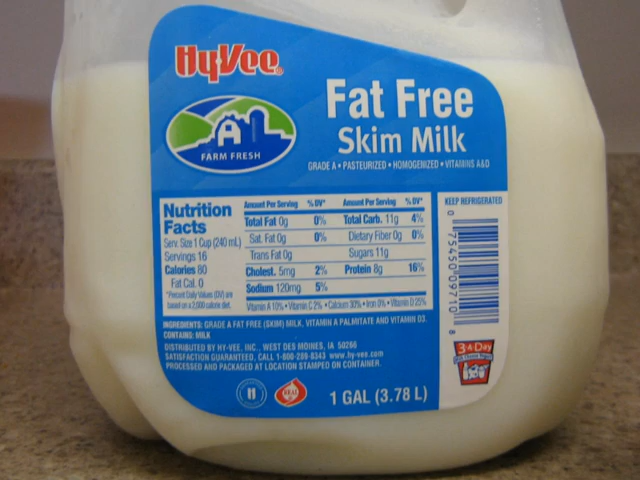 HyVee
A L
FARM FRESH
Fat Free
Skim Milk
GRADE A • PASTEURIZED • HOMOGENIZED • VITAMINS A&D
Nutrition
Facts
Serv. Size 1 Cup (240 mL)
Servings 16
Calories 80
Fat Cal. 0
*Percent Daily Values (DV) are
based on a 2,000 calorie diet.
Amount Per Serving %DV*
Total Fat 0g 0%
Sat. Fat 0g 0%
Trans Fat 0g
Cholest. 5mg 2%
Sodium 120mg 5%
Amount Per Serving %DV*
Total Carb. 11g 4%
Dietary Fiber 0g 0%
Sugars 11g
Protein 8g 16%
Vitamin A 10% • Vitamin C 2% • Calcium 30% • Iron 0% • Vitamin D 25%
KEEP REFRIGERATED
0 75450-09710 8
INGREDIENTS: GRADE A FAT FREE (SKIM) MILK, VITAMIN A PALMITATE AND VITAMIN D3.
CONTAINS: MILK
DISTRIBUTED BY HY-VEE, INC., WEST DES MOINES, IA 50266
SATISFACTION GUARANTEED, CALL 1-800-289-8343 www.hy-vee.com
PROCESSED AND PACKAGED AT LOCATION STAMPED ON CONTAINER.
REAL
1 GAL (3.78 L)
3-A-Day